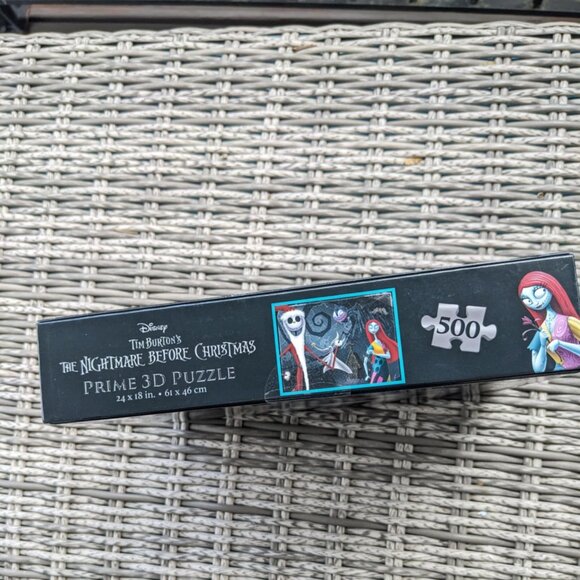 Disney
TIM BURTON'S
THE NIGHTMARE BEFORE CHRISTMAS
PRIME 3D PUZZLE
24 x 18 in. • 61 x 46 cm
500